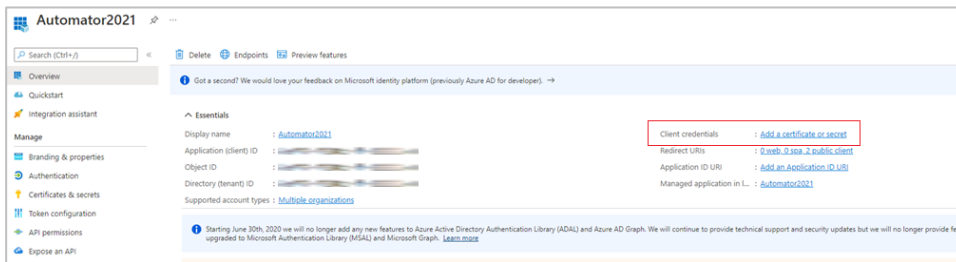 Automator2021
Search (Ctrl+/)
Overview
Quickstart
Integration assistant
Manage
Branding & properties
Authentication
Certificates & secrets
Token configuration
API permissions
Expose an API
Delete Endpoints Preview features
Got a second? We would love your feedback on Microsoft identity platform (previously Azure AD for developer). →
Essentials
Display name : Automator2021
Application (client) ID :
Object ID :
Directory (tenant) ID :
Supported account types : Multiple organizations
Client credentials : Add a certificate or secret
Redirect URIs : 0 web, 0 spa, 2 public client
Application ID URI : Add an Application ID URI
Managed application in l... : Automator2021
Starting June 30th, 2020 we will no longer add any new features to Azure Active Directory Authentication Library (ADAL) and Azure AD Graph. We will continue to provide technical support and security updates but we will no longer provide fe
upgraded to Microsoft Authentication Library (MSAL) and Microsoft Graph. Learn more